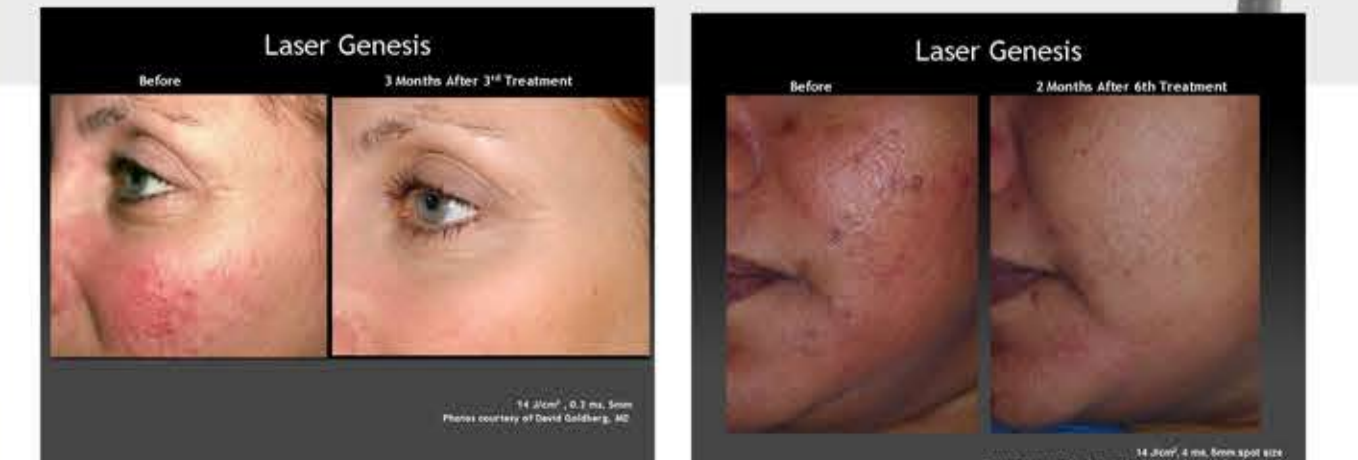 Laser Genesis
Before
3 Months After 3rd Treatment
14 J/cm², 0.3 ms, 5mm
Photos courtesy of David Goldberg, MD
Laser Genesis
Before
2 Months After 6th Treatment
14 J/cm², 4 ms, 5mm spot size